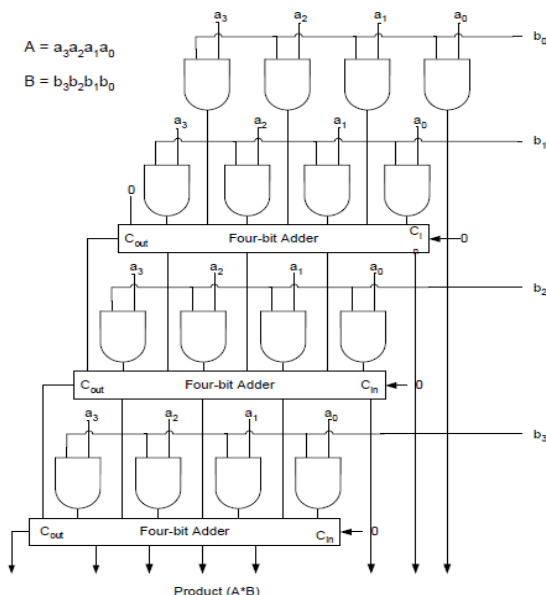 a3 a2 a1 a0
A = a3a2a1a0
b0
B = b3b2b1b0
a3 a2 a1 a0
b1
0
Cout Four-bit Adder CI
n
0
a3 a2 a1 a0
b2
Cout Four-bit Adder Cin 0
a3 a2 a1 a0
b3
Cout Four-bit Adder Cin 0
Product (A*B)